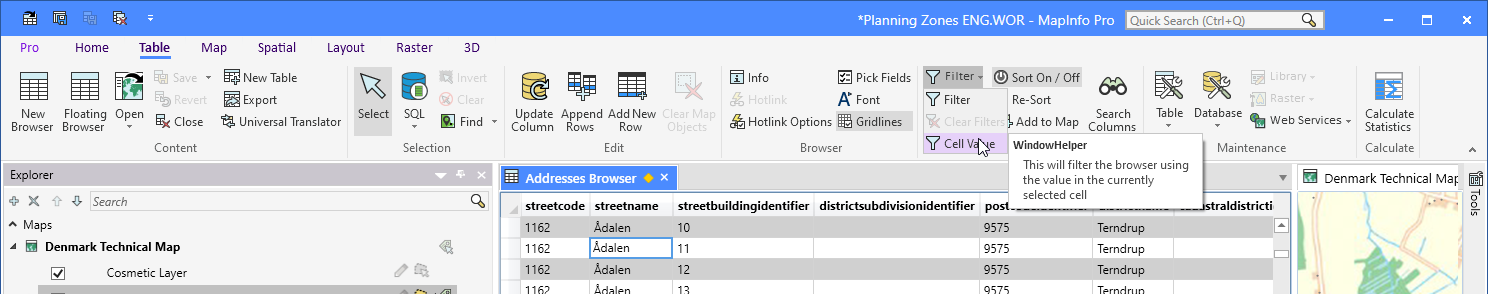 *Planning Zones ENG.WOR - MapInfo Pro
Quick Search (Ctrl+Q)
Pro Home Table Map Spatial Layout Raster 3D
New Browser
Floating Browser
Open
Save
Revert
Close
New Table
Export
Universal Translator
Content
Select
SQL
Invert
Clear
Find
Selection
Update Column
Append Rows
Add New Row
Clear Map Objects
Edit
Info
Hotlink
Hotlink Options
Pick Fields
Font
Gridlines
Browser
Filter
Filter
Clear Filters
Cell Value
Sort On / Off
Re-Sort
Add to Map
Search Columns
Table
Database
Library
Raster
Web Services
Maintenance
Calculate Statistics
Calculate
WindowHelper
This will filter the browser using
the value in the currently
selected cell
Explorer
Search
Maps
Denmark Technical Map
Cosmetic Layer
Addresses Browser
streetcode streetname streetbuildingidentifier districtsubdivisionidentifier
1162 Ådalen 10 9575 Terndrup
1162 Ådalen 11 9575 Terndrup
1162 Ådalen 12 9575 Terndrup
1162 Ådalen 13 9575 Terndrup
Denmark Technical Map
Tools